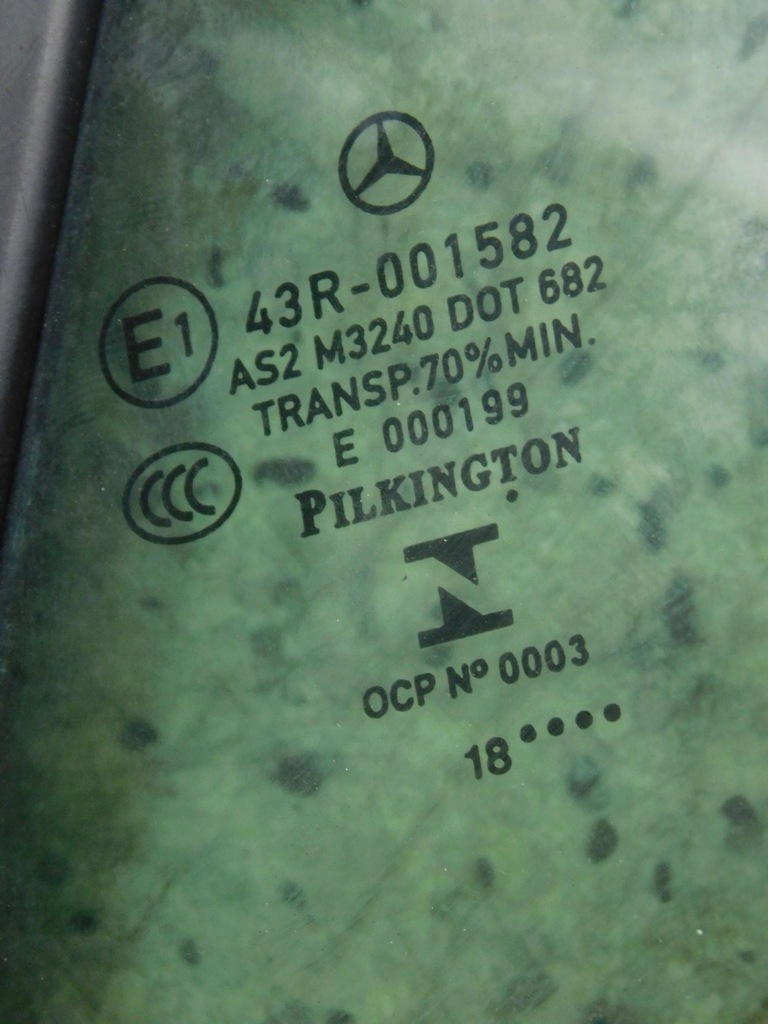 43R-001582
E1
AS2 M3240 DOT 682
TRANSP.70%MIN.
E 000199
CCC
PILKINGTON
OCP Nº 0003
18••••